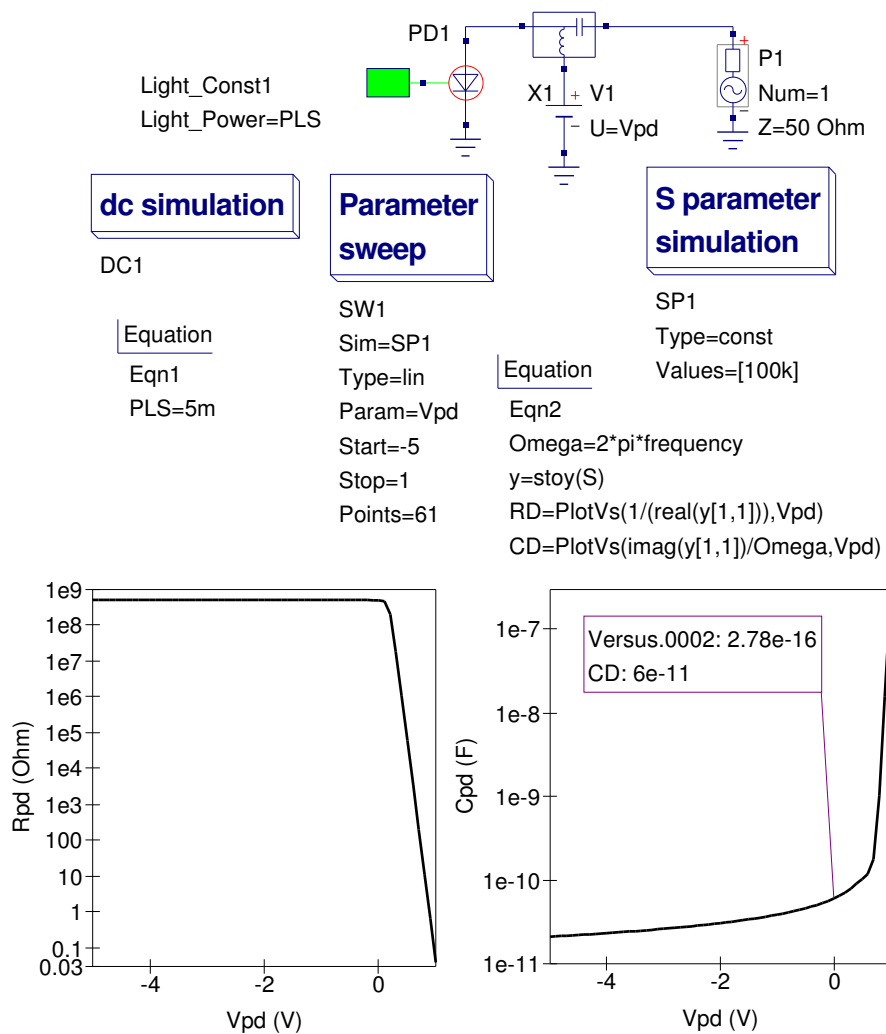 PD1
Light_Const1
Light_Power=PLS
X1
+
V1
−
U=Vpd
+
P1
Num=1
−
Z=50 Ohm
dc simulation
DC1
Parameter
sweep
SW1
Sim=SP1
Type=lin
Param=Vpd
Start=-5
Stop=1
Points=61
S parameter
simulation
SP1
Type=const
Values=[100k]
Equation
Eqn1
PLS=5m
Equation
Eqn2
Omega=2*pi*frequency
y=stoy(S)
RD=PlotVs(1/(real(y[1,1])),Vpd)
CD=PlotVs(imag(y[1,1])/Omega,Vpd)
Rpd (Ohm)
1e9
1e8
1e7
1e6
1e5
1e4
1e3
100
10
1
0.1
0.03
-4
-2
0
Vpd (V)
Cpd (F)
1e-7
1e-8
1e-9
1e-10
1e-11
Versus.0002: 2.78e-16
CD: 6e-11
-4
-2
0
Vpd (V)